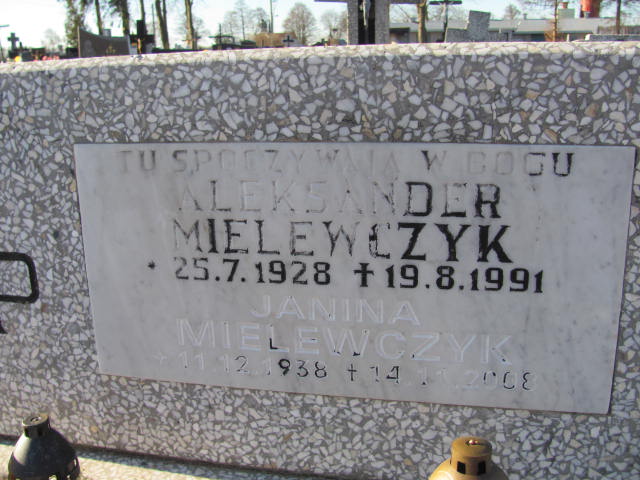 TU SPOCZYWAJĄ W BOGU
ALEKSANDER
MIELEWCZYK
* 25.7.1928 ✝ 19.8.1991
JANINA
MIELEWCZYK
* 11.12.1938 ✝ 14.11.2008